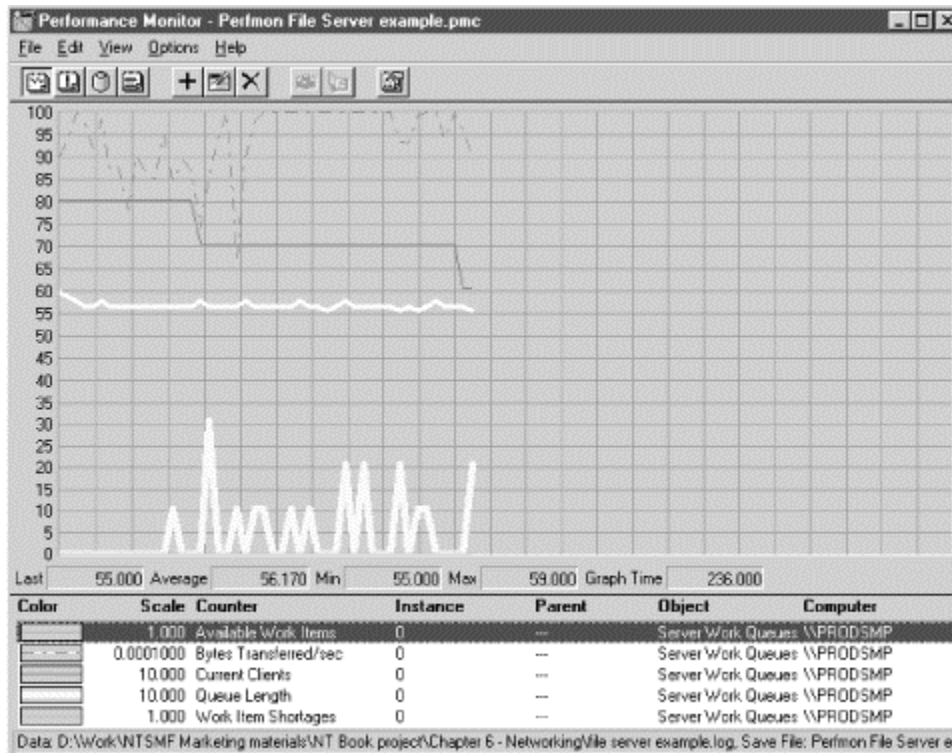 Performance Monitor - Perfmon File Server example.pmc
File Edit View Options Help
100
95
90
85
80
75
70
65
60
55
50
45
40
35
30
25
20
15
10
5
0
Last 55.000 Average 56.170 Min 55.000 Max 59.000 Graph Time 236.000
Color Scale Counter Instance Parent Object Computer
1.000 Available Work Items 0 --- Server Work Queues \\PRODSMP
0.0001000 Bytes Transferred/sec 0 --- Server Work Queues \\PRODSMP
10.000 Current Clients 0 --- Server Work Queues \\PRODSMP
10.000 Queue Length 0 --- Server Work Queues \\PRODSMP
1.000 Work Item Shortages 0 --- Server Work Queues \\PRODSMP
Data: D:\Work\NTSMF Marketing materials\NT Book project\Chapter 6 - Networking\file server example.log, Save File: Perfmon File Server